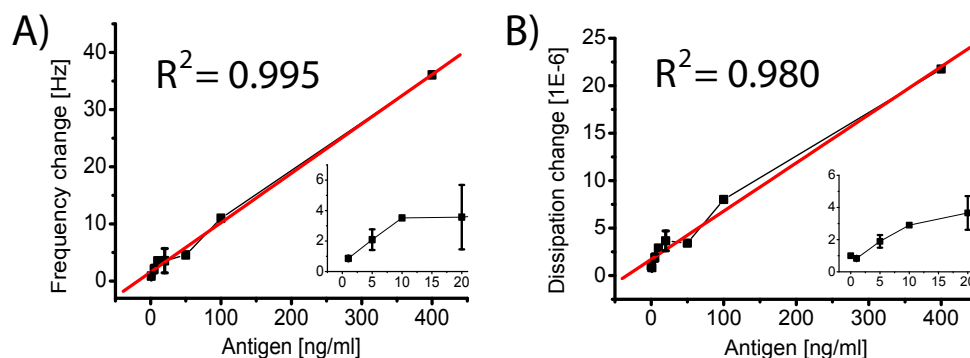 A)
R² = 0.995
Frequency change [Hz]
40
30
20
10
0
6
4
2
0
0 5 10 15 20
0 100 200 300 400
Antigen [ng/ml]
B)
R² = 0.980
Dissipation change [1E-6]
25
20
15
10
5
0
6
4
2
0
0 5 10 15 20
0 100 200 300 400
Antigen [ng/ml]